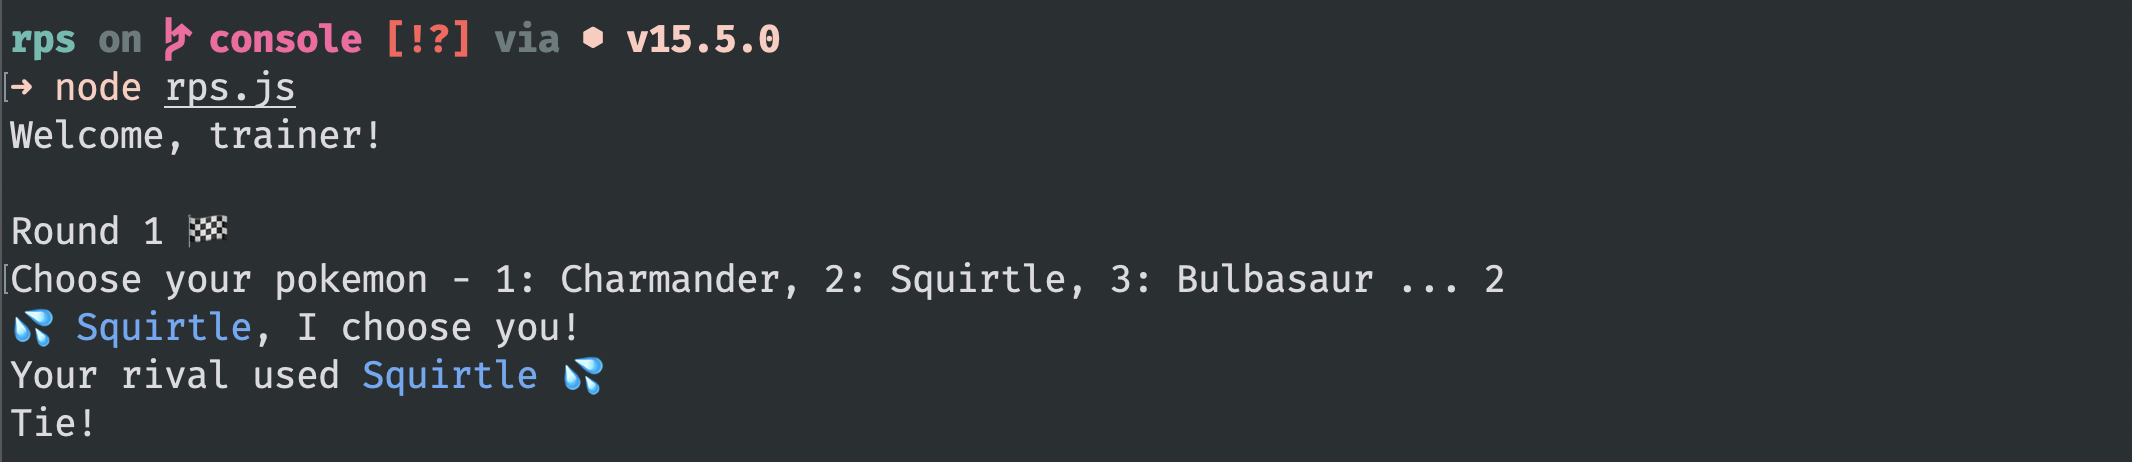 rps on console [!?] via ⬢ v15.5.0
➜ node rps.js
Welcome, trainer!
Round 1 🏁
Choose your pokemon - 1: Charmander, 2: Squirtle, 3: Bulbasaur ... 2
💦 Squirtle, I choose you!
Your rival used Squirtle 💦
Tie!